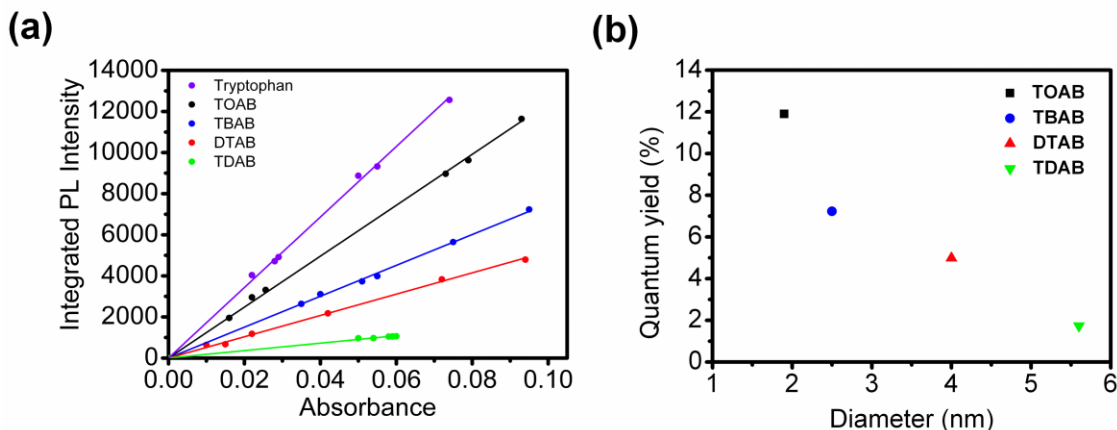 (a)
14000
12000
10000
8000
6000
4000
2000
0
Integrated PL Intensity
Tryptophan
TOAB
TBAB
DTAB
TDAB
0.00 0.02 0.04 0.06 0.08 0.10
Absorbance
(b)
14
12
10
8
6
4
2
0
Quantum yield (%)
TOAB
TBAB
DTAB
TDAB
1 2 3 4 5 6
Diameter (nm)